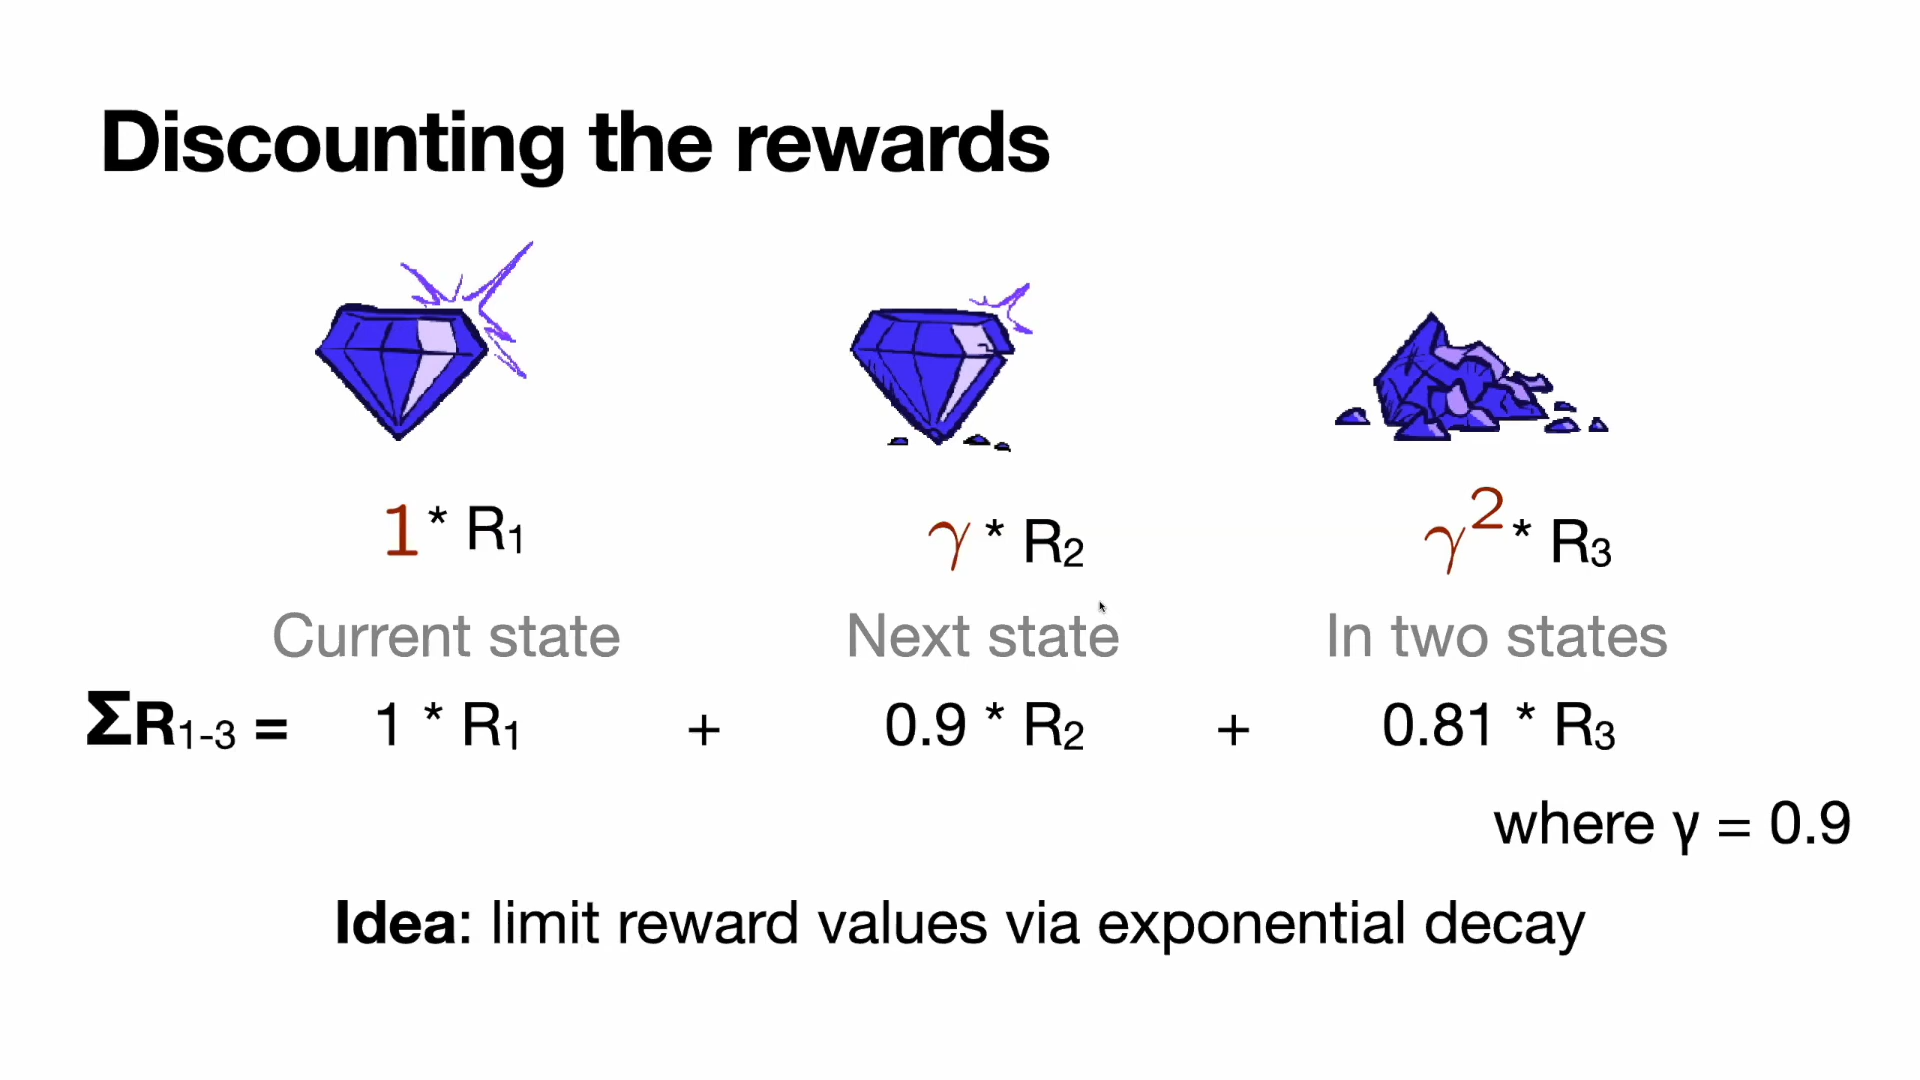 Discounting the rewards
1 * R₁ γ * R₂ γ² * R₃
Current state Next state In two states
ΣR₁₋₃ = 1 * R₁ + 0.9 * R₂ + 0.81 * R₃
where γ = 0.9
Idea: limit reward values via exponential decay